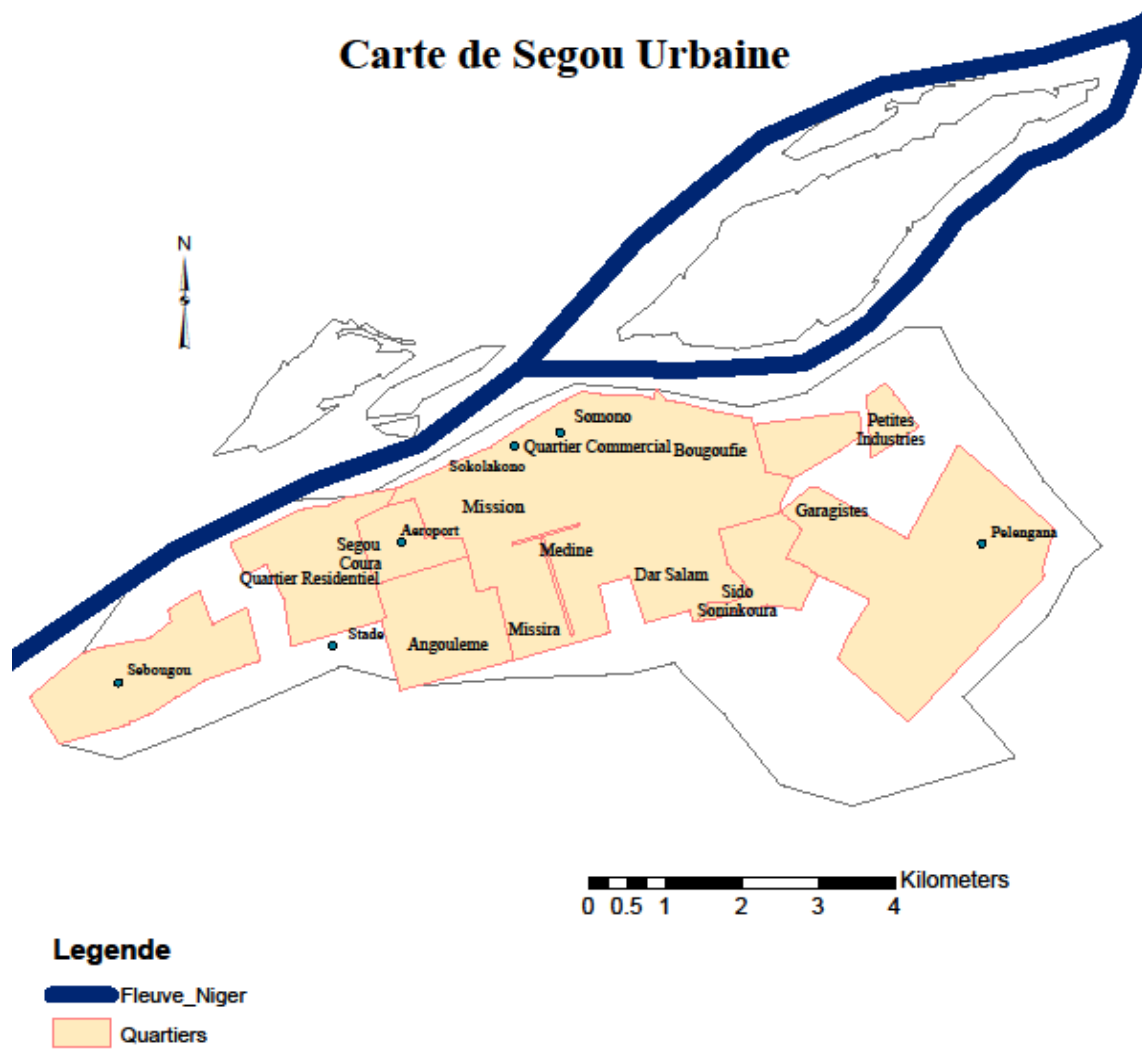 Carte de Segou Urbaine
N
Somono
Quartier Commercial
Bougoufie
Petites
Industries
Sokolakono
Mission
Garagistes
Aeroport
Pelengana
Segou
Coura
Medine
Quartier Residentiel
Dar Salam
Sido
Soninkoura
Stade
Angouleme
Missira
Sebougou
Kilometers
0 0.5 1 2 3 4
Legende
Fleuve_Niger
Quartiers